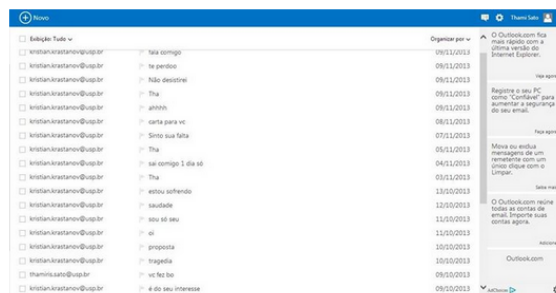 Novo
Thamiris Sato
Exibição: Tudo
Organizar por
kristian.krastanov@usp.br fala comigo 09/11/2013
kristian.krastanov@usp.br te perdoo 09/11/2013
kristian.krastanov@usp.br Não desistirei 09/11/2013
kristian.krastanov@usp.br Tha 09/11/2013
kristian.krastanov@usp.br ahhhh 09/11/2013
kristian.krastanov@usp.br carta para vc 08/11/2013
kristian.krastanov@usp.br Sinto sua falta 07/11/2013
kristian.krastanov@usp.br Tha 05/11/2013
kristian.krastanov@usp.br sai comigo 1 dia só 04/11/2013
kristian.krastanov@usp.br Tha 03/11/2013
kristian.krastanov@usp.br estou sofrendo 13/10/2013
kristian.krastanov@usp.br saudade 12/10/2013
kristian.krastanov@usp.br sou só seu 11/10/2013
kristian.krastanov@usp.br oi 11/10/2013
kristian.krastanov@usp.br proposta 10/10/2013
kristian.krastanov@usp.br tragedia 10/10/2013
thamiris.sato@usp.br vc fez bo 09/10/2013
kristian.krastanov@usp.br é do seu interesse 09/10/2013
O Outlook.com fica
mais rápido com a
última versão do
Internet Explorer.
Veja agora
Registre o seu PC
como "Confiável" para
aumentar a segurança
do seu email.
Faça agora
Mova ou exclua
mensagens de um
remetente com um
único clique com o
Limpar.
Saiba mais
O Outlook.com reúne
todas as contas de
email. Importe suas
contas agora.
Adicione
Outlook.com
AdChoices